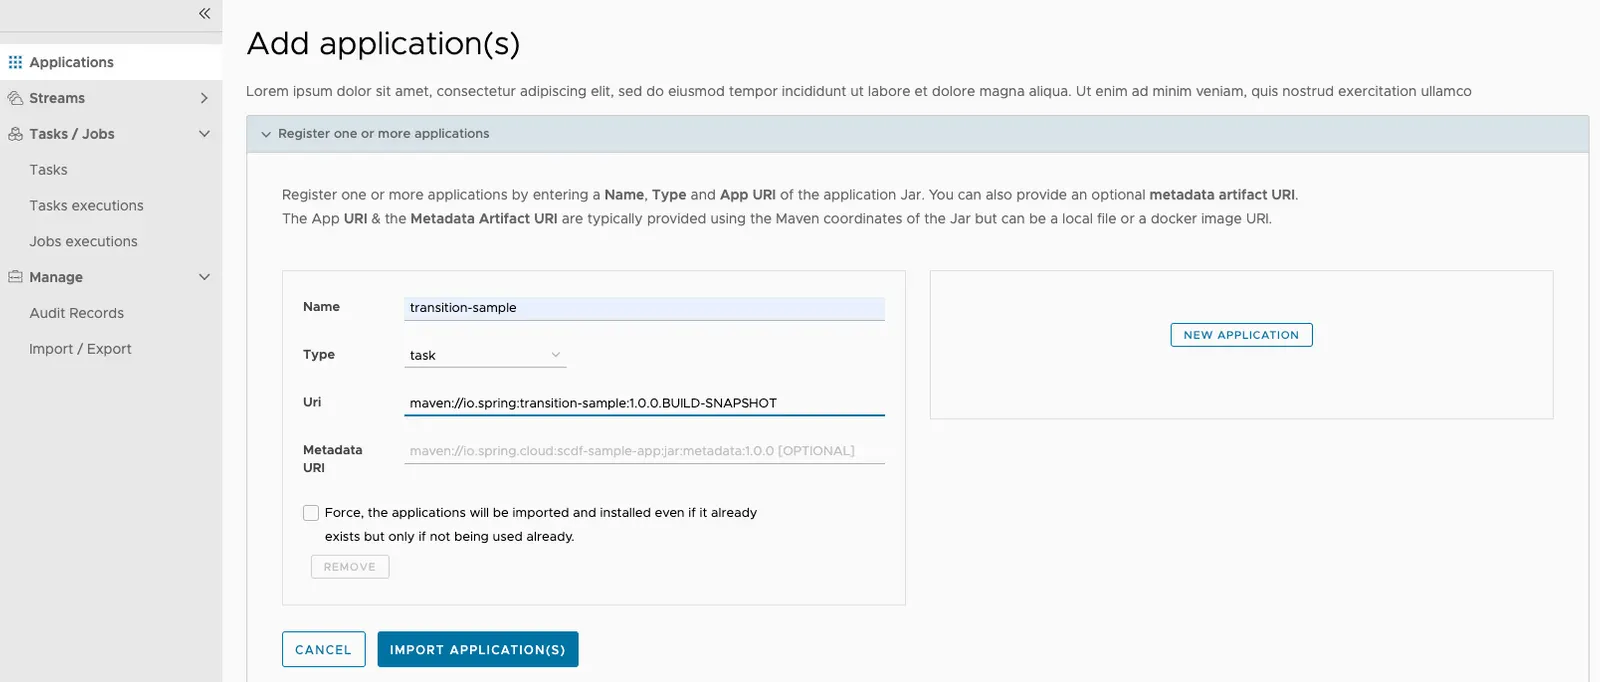 Applications
Streams
Tasks / Jobs
Tasks
Tasks executions
Jobs executions
Manage
Audit Records
Import / Export
Add application(s)
Lorem ipsum dolor sit amet, consectetur adipiscing elit, sed do eiusmod tempor incididunt ut labore et dolore magna aliqua. Ut enim ad minim veniam, quis nostrud exercitation ullamco
Register one or more applications
Register one or more applications by entering a Name, Type and App URI of the application Jar. You can also provide an optional metadata artifact URI.
The App URI & the Metadata Artifact URI are typically provided using the Maven coordinates of the Jar but can be a local file or a docker image URI.
Name
transition-sample
Type
task
Uri
maven://io.spring:transition-sample:1.0.0.BUILD-SNAPSHOT
Metadata
URI
maven://io.spring.cloud:scdf-sample-app:jar:metadata:1.0.0 [OPTIONAL]
Force, the applications will be imported and installed even if it already
exists but only if not being used already.
REMOVE
NEW APPLICATION
CANCEL
IMPORT APPLICATION(S)